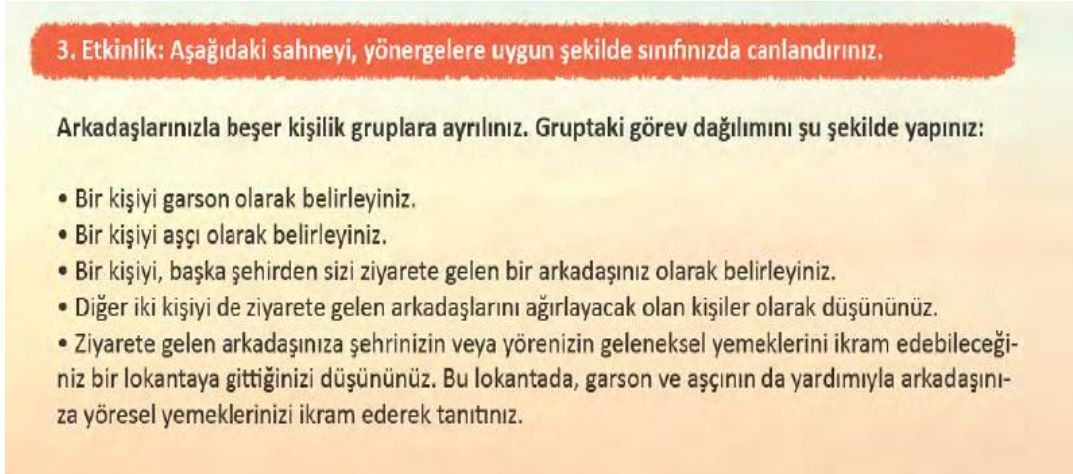 3. Etkinlik: Aşağıdaki sahneyi, yönergelere uygun şekilde sınıfınızda canlandırınız.
Arkadaşlarınızla beşer kişilik gruplara ayrılınız. Gruptaki görev dağılımını şu şekilde yapınız:
• Bir kişiyi garson olarak belirleyiniz.
• Bir kişiyi aşçı olarak belirleyiniz.
• Bir kişiyi, başka şehirden sizi ziyarete gelen bir arkadaşınız olarak belirleyiniz.
• Diğer iki kişiyi de ziyarete gelen arkadaşlarını ağırlayacak olan kişiler olarak düşününüz.
• Ziyarete gelen arkadaşınıza şehrinizin veya yörenizin geleneksel yemeklerini ikram edebileceği-
niz bir lokantaya gittiğinizi düşününüz. Bu lokantada, garson ve aşçının da yardımıyla arkadaşını-
za yöresel yemeklerinizi ikram ederek tanıtınız.